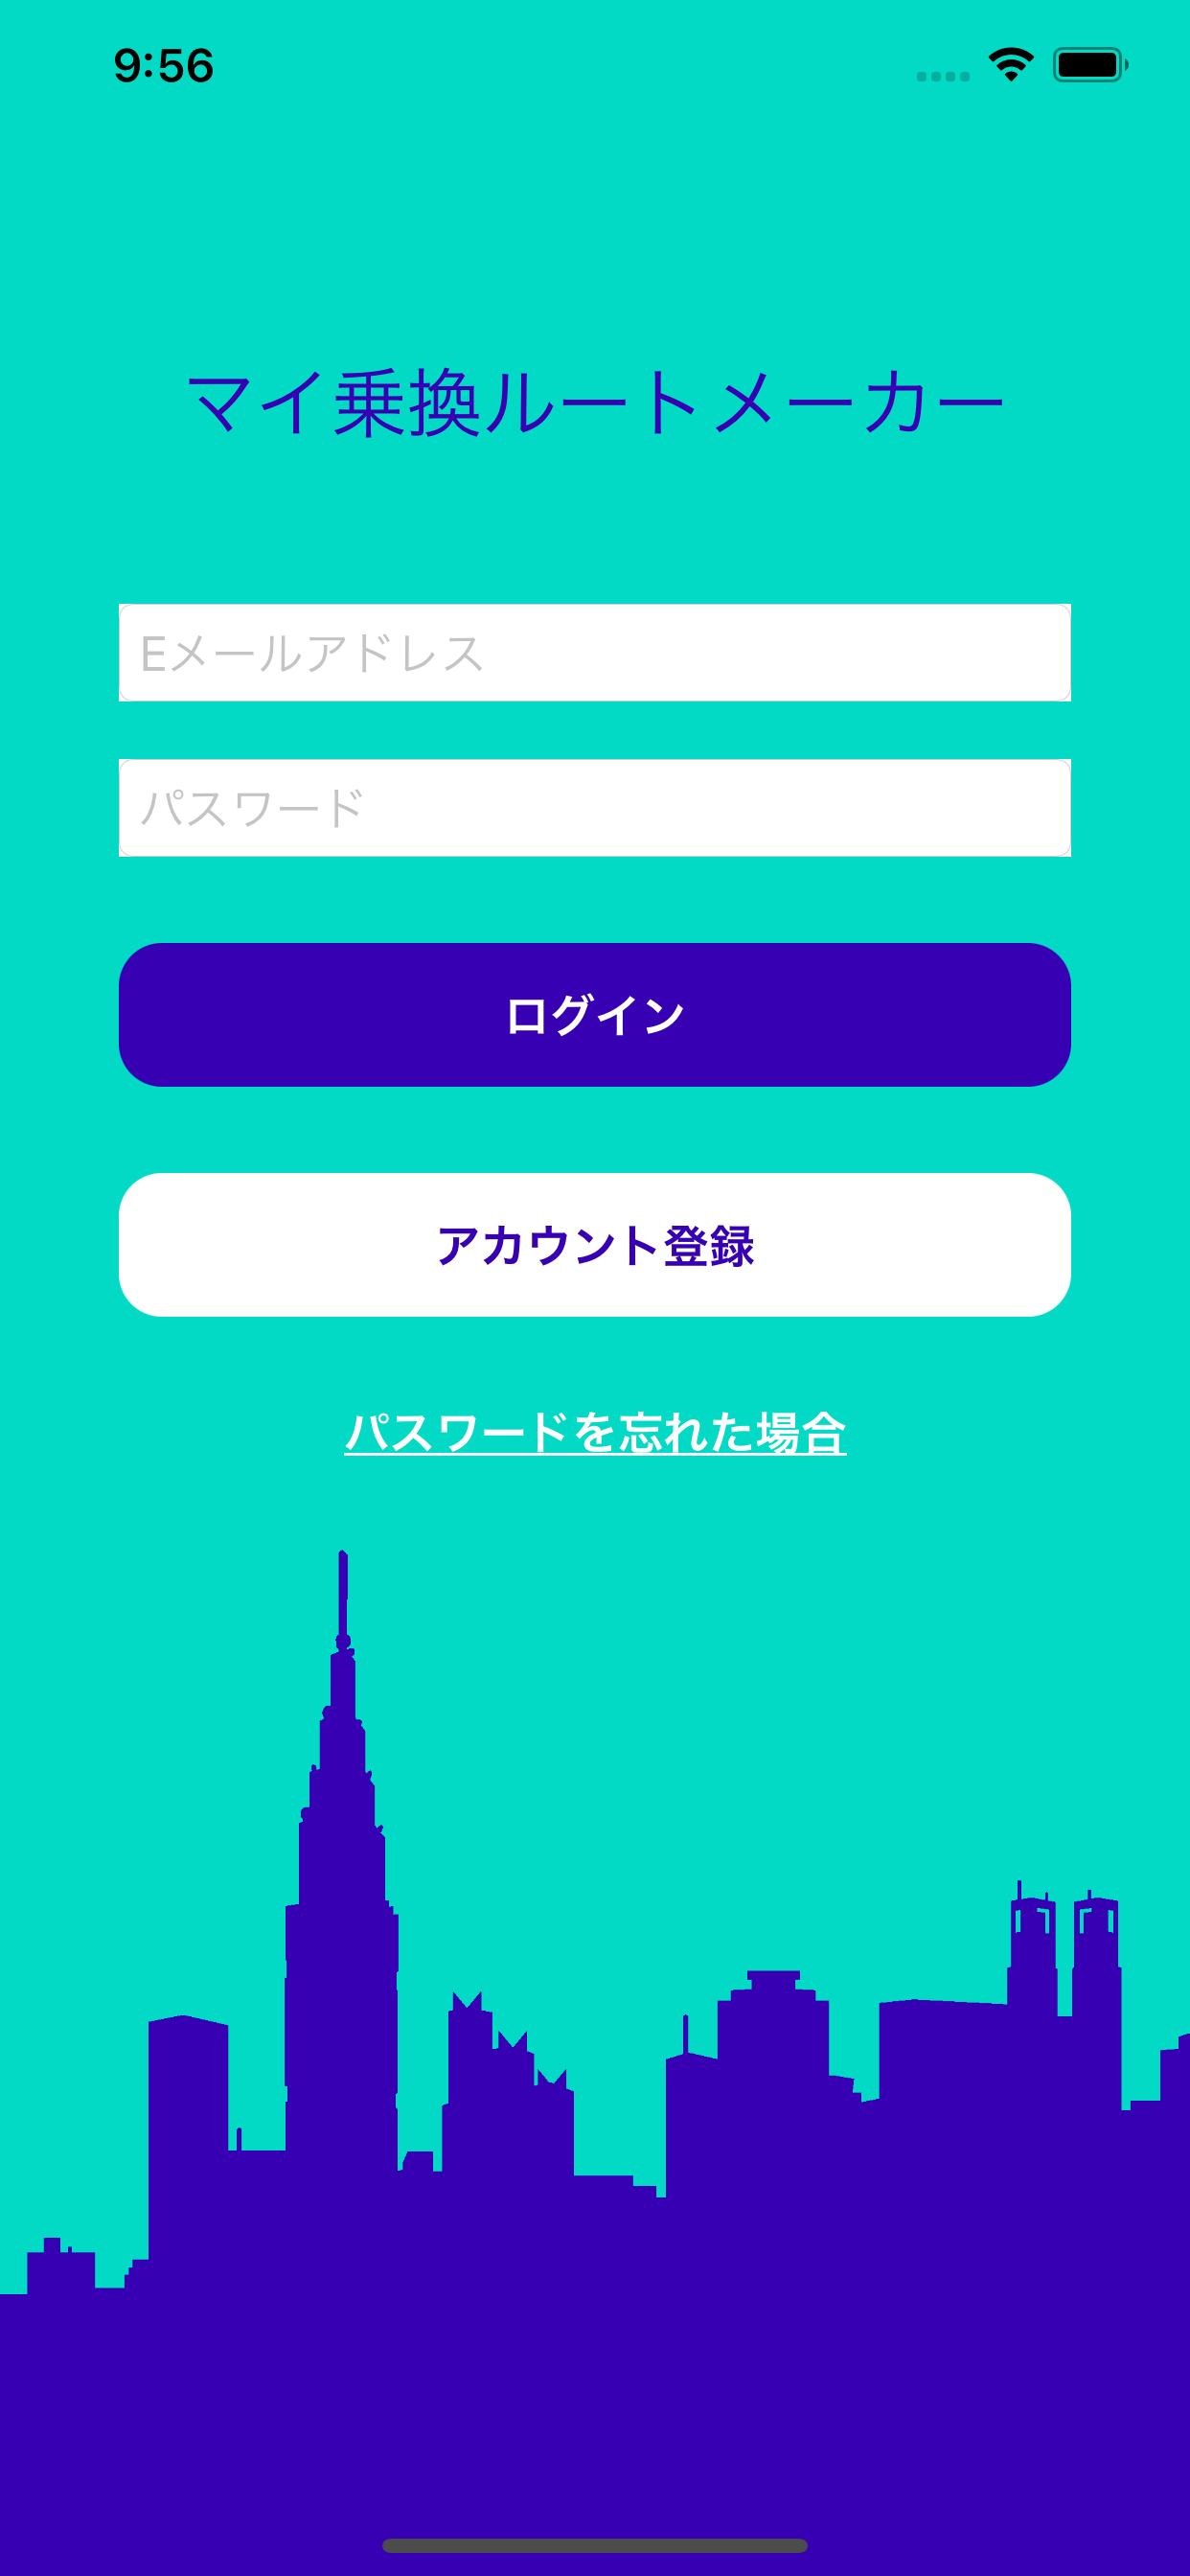 9:56
マイ乗換ルートメーカー
Eメールアドレス
パスワード
ログイン
アカウント登録
パスワードを忘れた場合